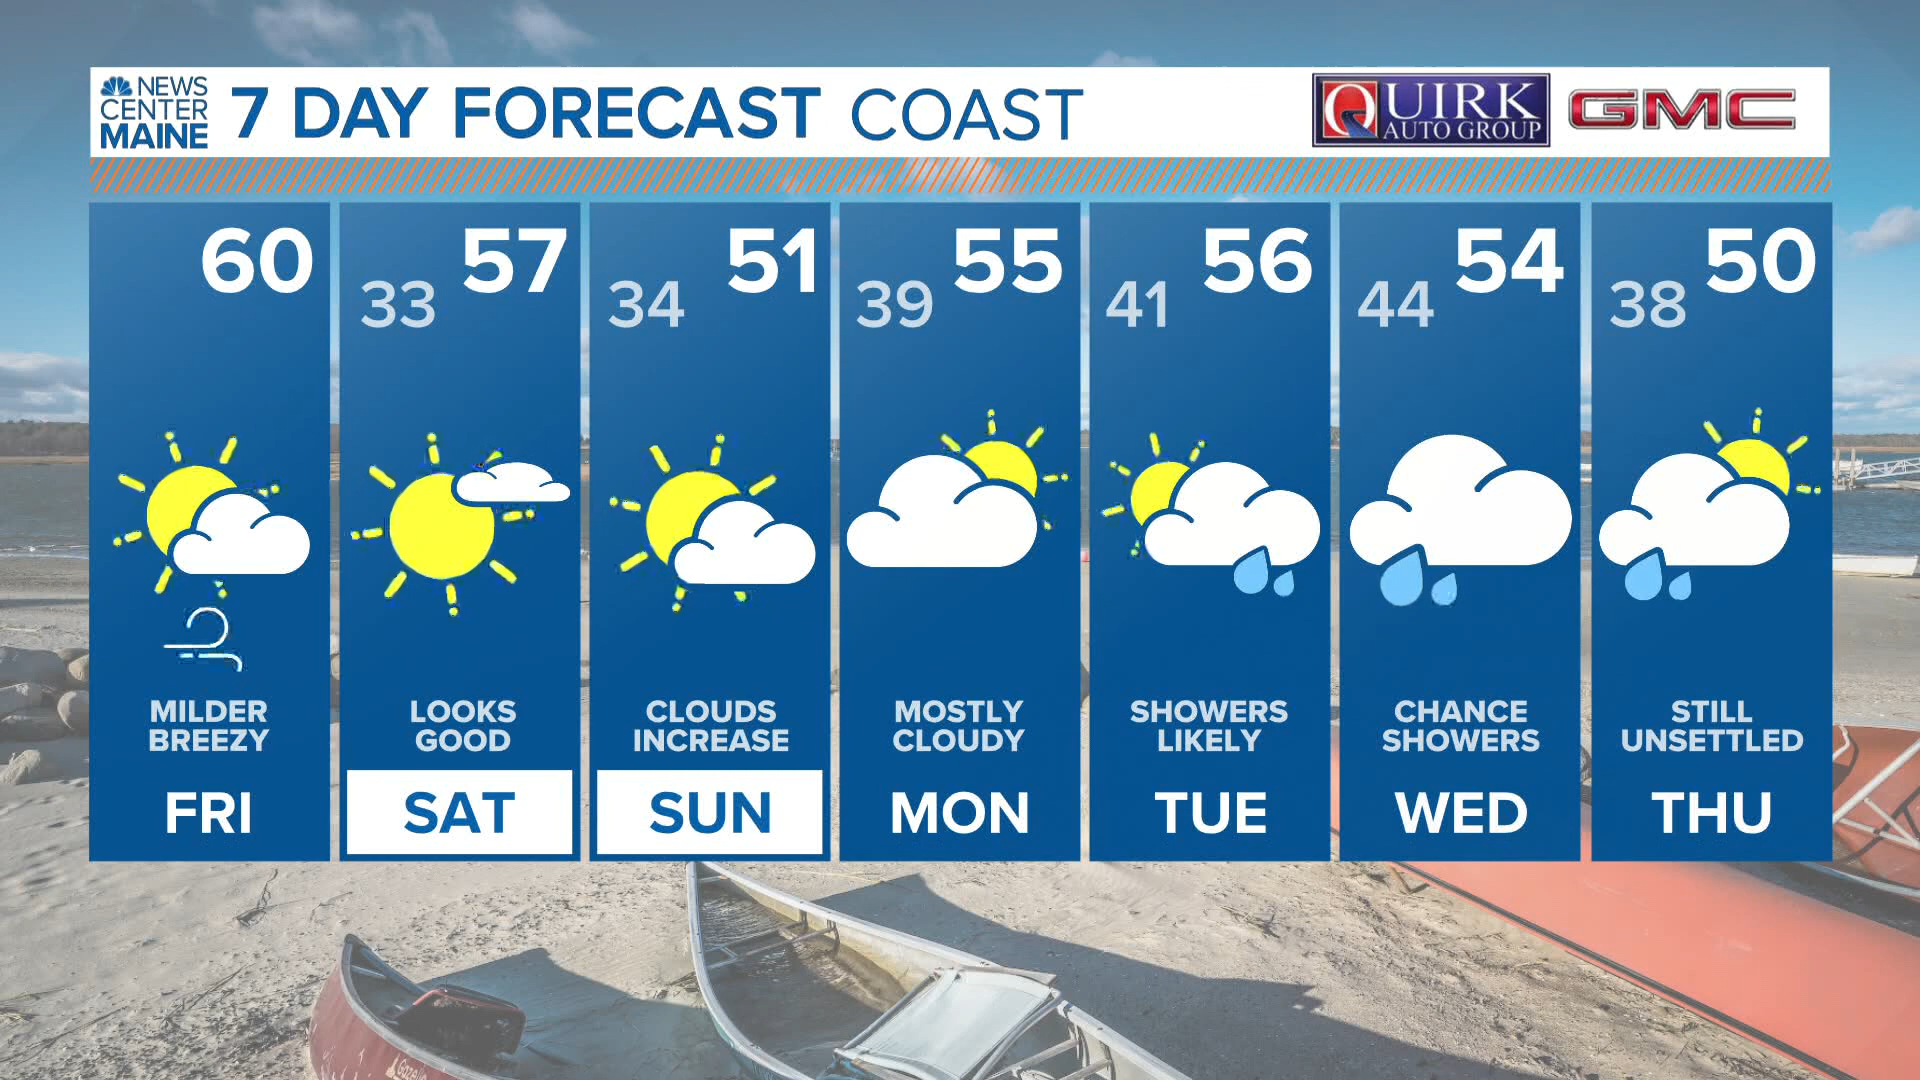 NEWS
CENTER
MAINE
7 DAY FORECAST COAST
QUIRK
AUTO GROUP
GMC
60
MILDER
BREEZY
FRI
33 57
LOOKS
GOOD
SAT
34 51
CLOUDS
INCREASE
SUN
39 55
MOSTLY
CLOUDY
MON
41 56
SHOWERS
LIKELY
TUE
44 54
CHANCE
SHOWERS
WED
38 50
STILL
UNSETTLED
THU